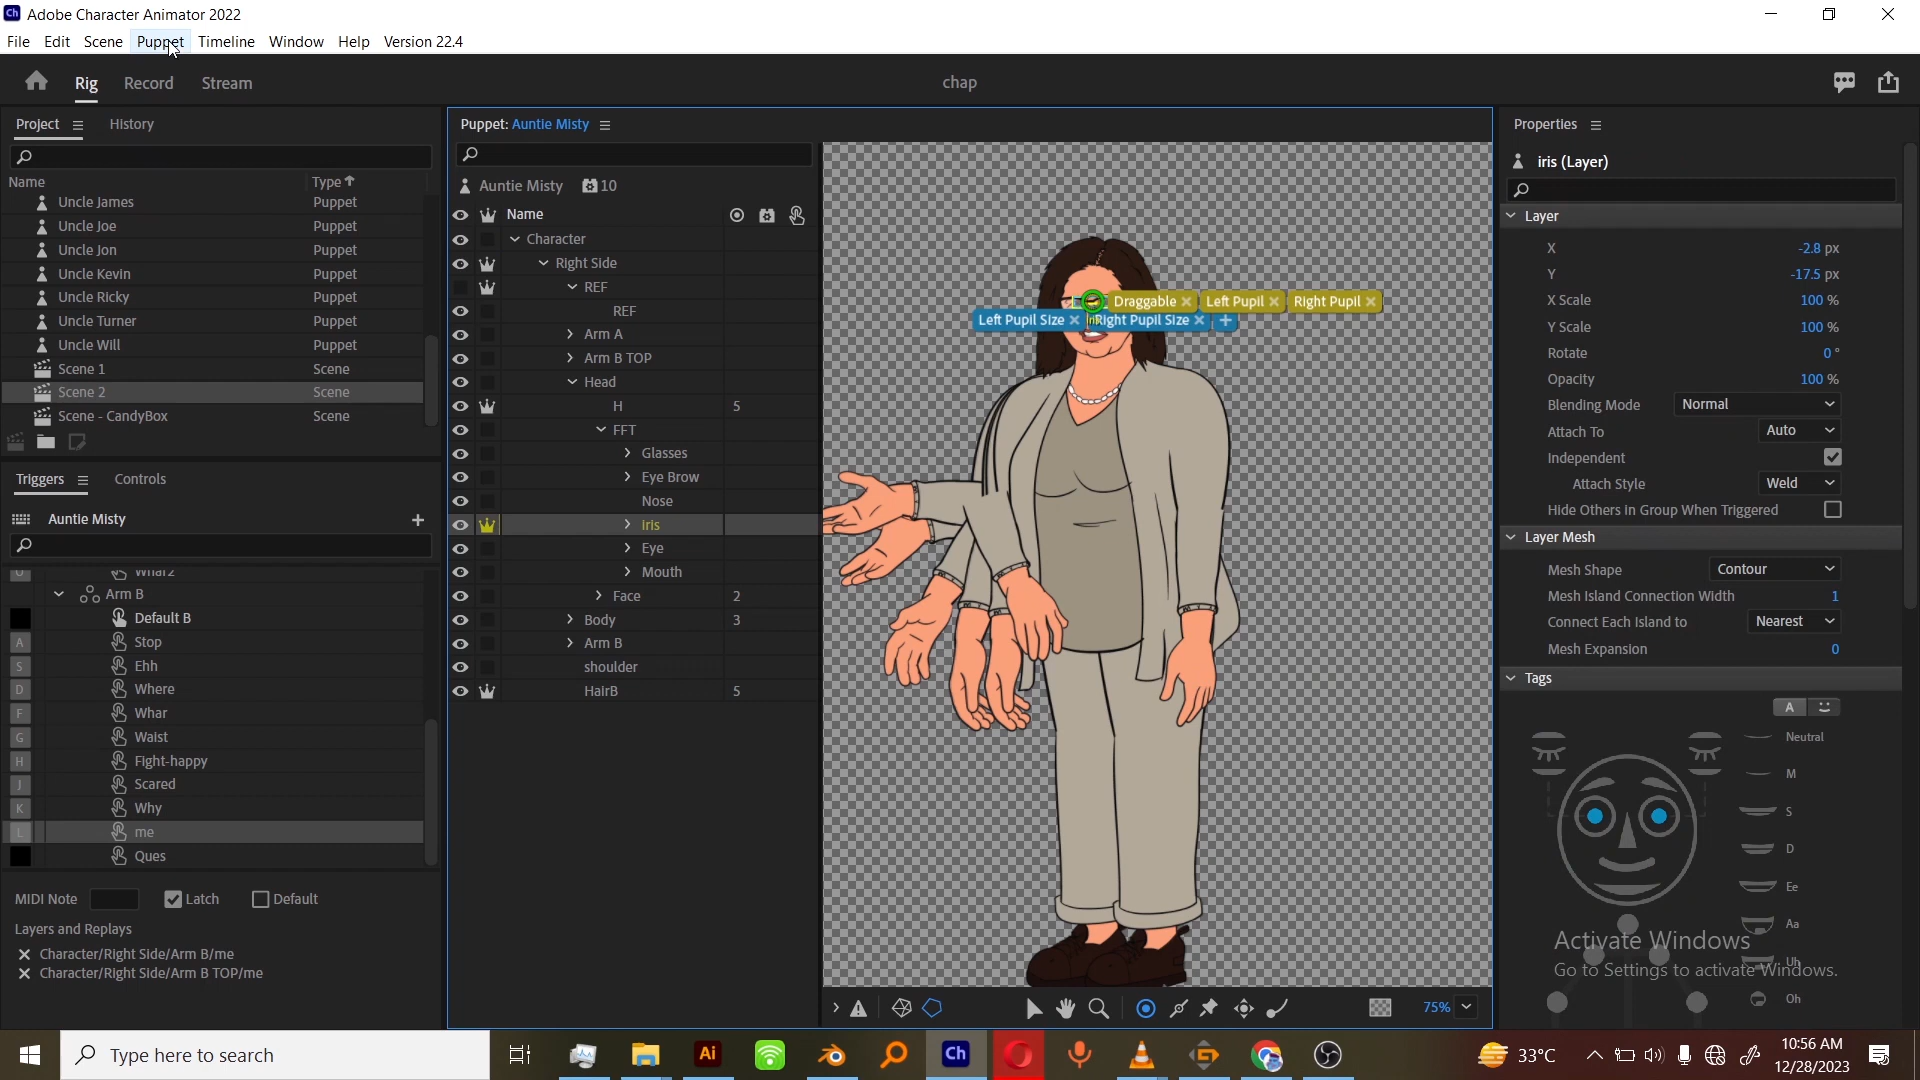 Ch Adobe Character Animator 2022
File Edit Scene Puppet Timeline Window Help Version 22.4
Rig Record Stream chap
Project History
Name Type
Uncle James Puppet
Uncle Joe Puppet
Uncle Jon Puppet
Uncle Kevin Puppet
Uncle Ricky Puppet
Uncle Turner Puppet
Uncle Will Puppet
Scene 1 Scene
Scene 2 Scene
Scene - CandyBox Scene
Triggers Controls
Auntie Misty
Whar2
Arm B
Default B
A Stop
S Ehh
D Where
F Whar
G Waist
H Fight-happy
J Scared
K Why
L me
Ques
MIDI Note Latch Default
Layers and Replays
Character/Right Side/Arm B/me
Character/Right Side/Arm B TOP/me
Puppet: Auntie Misty
Auntie Misty 10
Name
Character
Right Side
REF
REF
Arm A
Arm B TOP
Head
H 5
FFT
Glasses
Eye Brow
Nose
Iris
Eye
Mouth
Face 2
Body 3
Arm B
shoulder
HairB 5
Draggable Left Pupil Right Pupil
Left Pupil Size Right Pupil Size +
75%
Properties
iris (Layer)
Layer
X -2.8 px
Y -17.5 px
X Scale 100 %
Y Scale 100 %
Rotate 0 °
Opacity 100 %
Blending Mode Normal
Attach To Auto
Independent
Attach Style Weld
Hide Others in Group When Triggered
Layer Mesh
Mesh Shape Contour
Mesh Island Connection Width 1
Connect Each Island to Nearest
Mesh Expansion 0
Tags
A
Neutral
M
S
D
Ee
Aa
Uh
Oh
Activate Windows
Go to Settings to activate Windows.
Type here to search
Ai
Ch
33°C
10:56 AM
12/28/2023